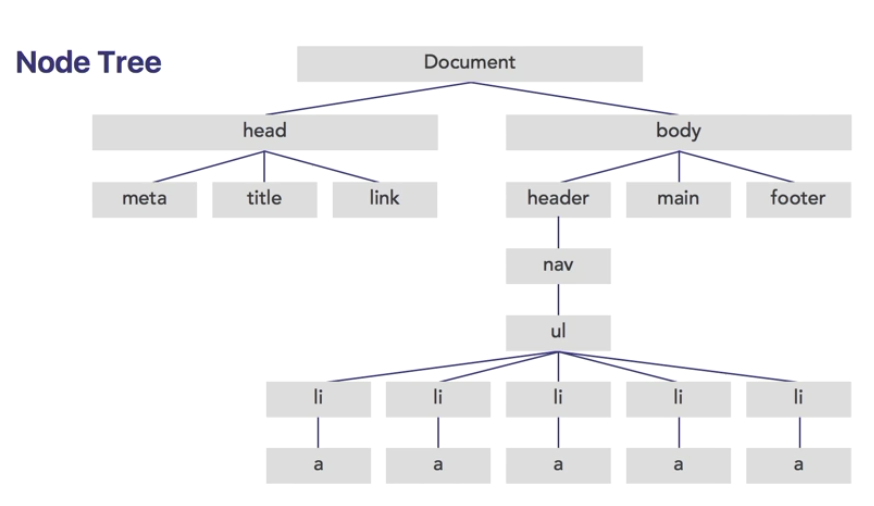 Node Tree
Document
head
body
meta
title
link
header
main
footer
nav
ul
li
li
li
li
li
a
a
a
a
a